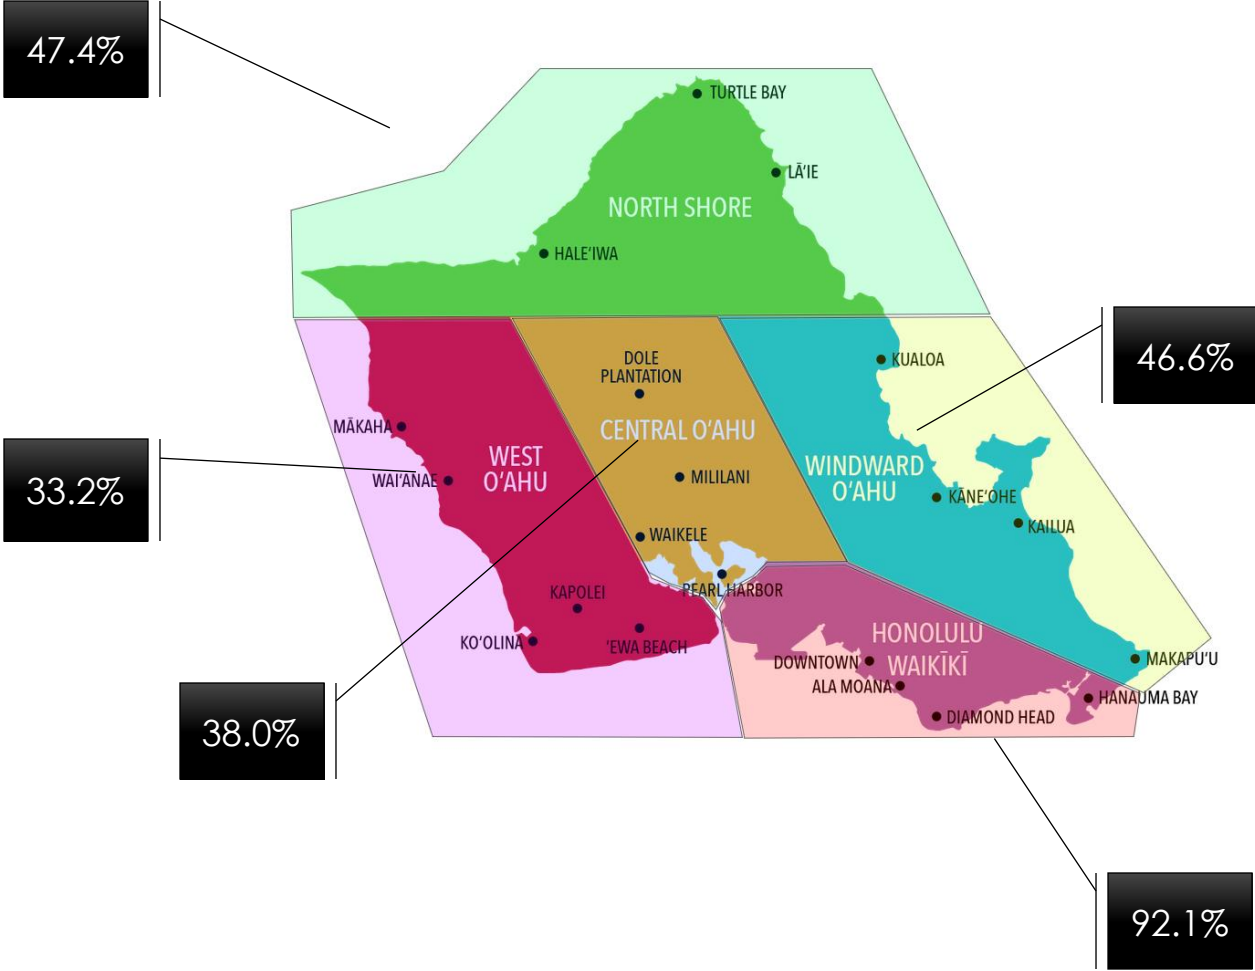 47.4%
TURTLE BAY
LĀ‘IE
NORTH SHORE
HALE‘IWA
46.6%
KUALOA
DOLE
PLANTATION
MĀKAHA
CENTRAL O‘AHU
WEST
O‘AHU
33.2%
WAI‘ANAE
MILILANI
WINDWARD
O‘AHU
KĀNE‘OHE
KAILUA
WAIKELE
PEARL HARBOR
KAPOLEI
KO‘OLINA
‘EWA BEACH
HONOLULU
WAIKĪKĪ
DOWNTOWN
ALA MOANA
DIAMOND HEAD
MAKAPU‘U
HANAUMA BAY
38.0%
92.1%